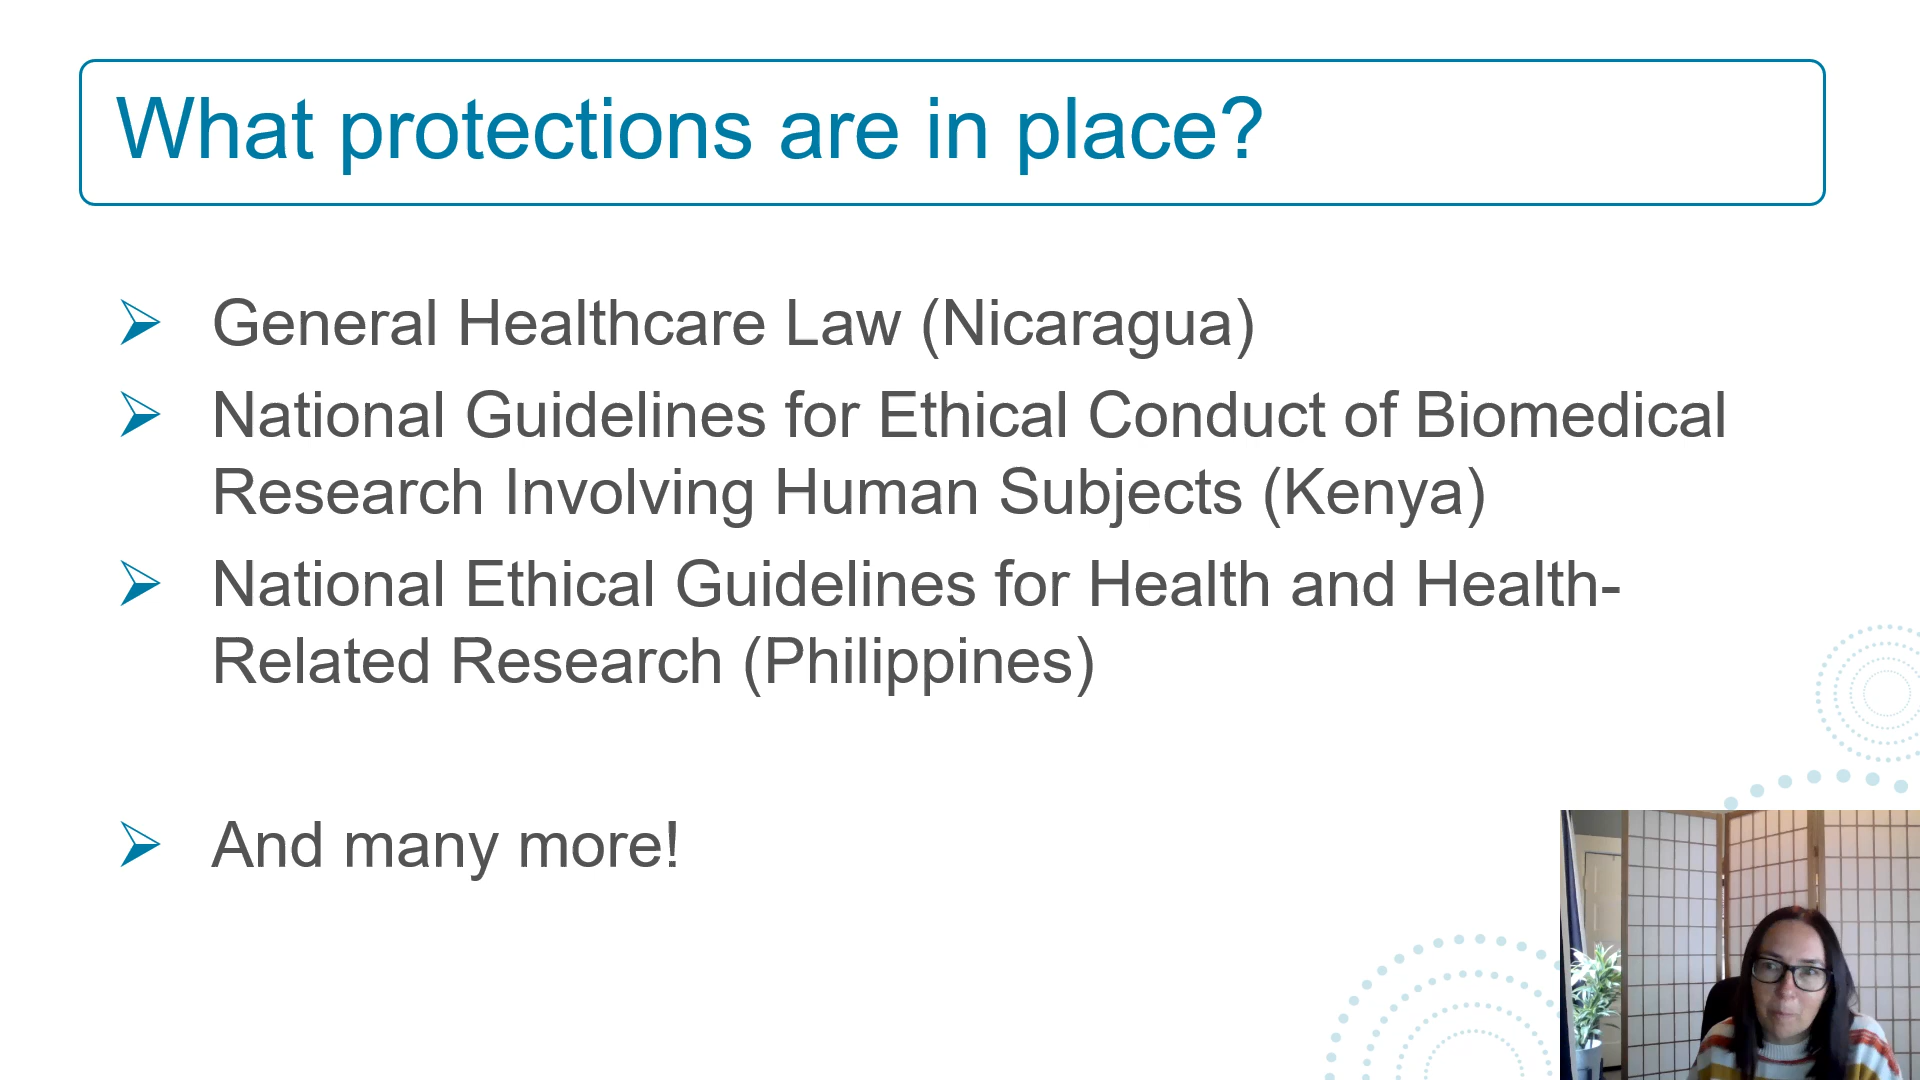 What protections are in place?
General Healthcare Law (Nicaragua)
National Guidelines for Ethical Conduct of Biomedical
Research Involving Human Subjects (Kenya)
National Ethical Guidelines for Health and Health-
Related Research (Philippines)
And many more!